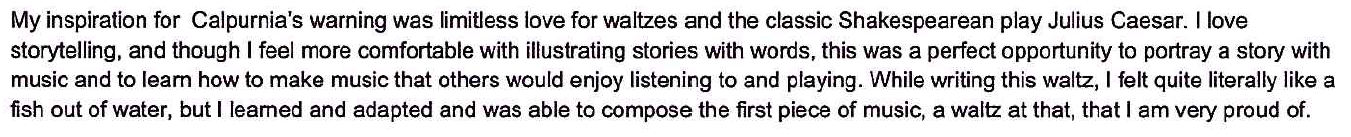 My inspiration for  Calpurnia's warning was limitless love for waltzes and the classic Shakespearean play Julius Caesar. I love
storytelling, and though I feel more comfortable with illustrating stories with words, this was a perfect opportunity to portray a story with
music and to learn how to make music that others would enjoy listening to and playing. While writing this waltz, I felt quite literally like a
fish out of water, but I learned and adapted and was able to compose the first piece of music, a waltz at that, that I am very proud of.